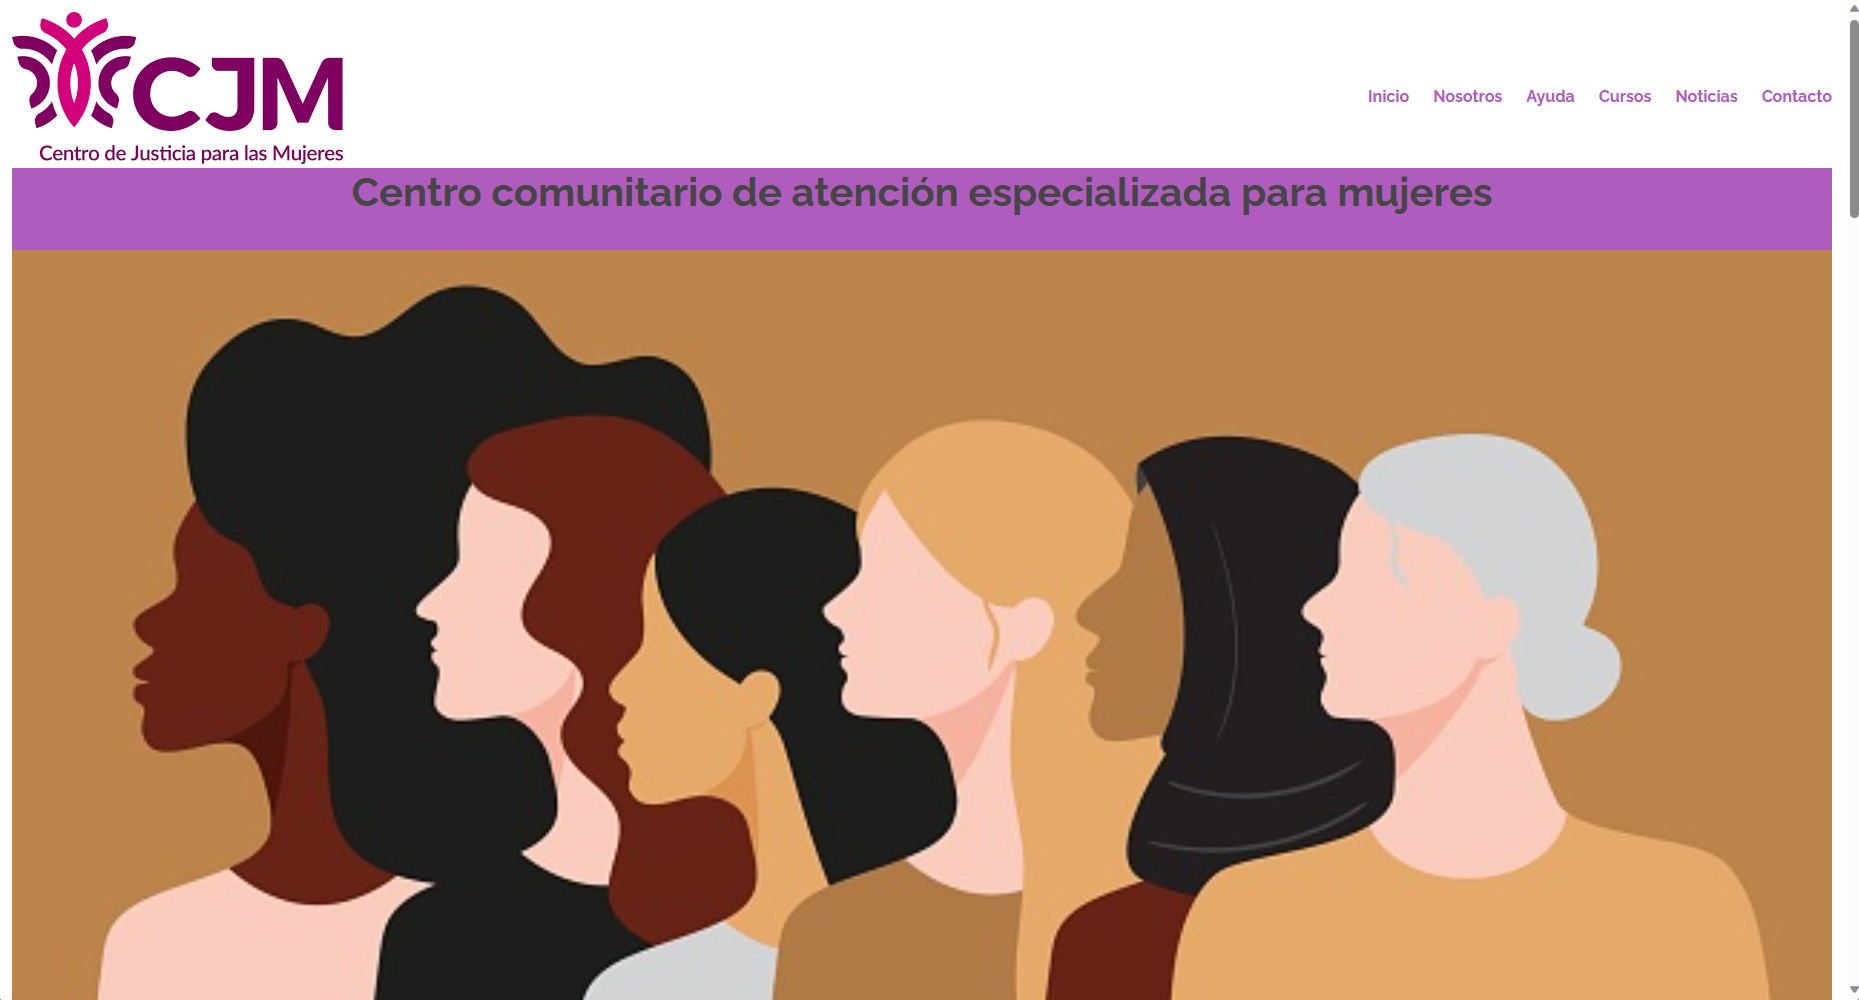 CJM
Centro de Justicia para las Mujeres
Inicio Nosotros Ayuda Cursos Noticias Contacto
Centro comunitario de atención especializada para mujeres